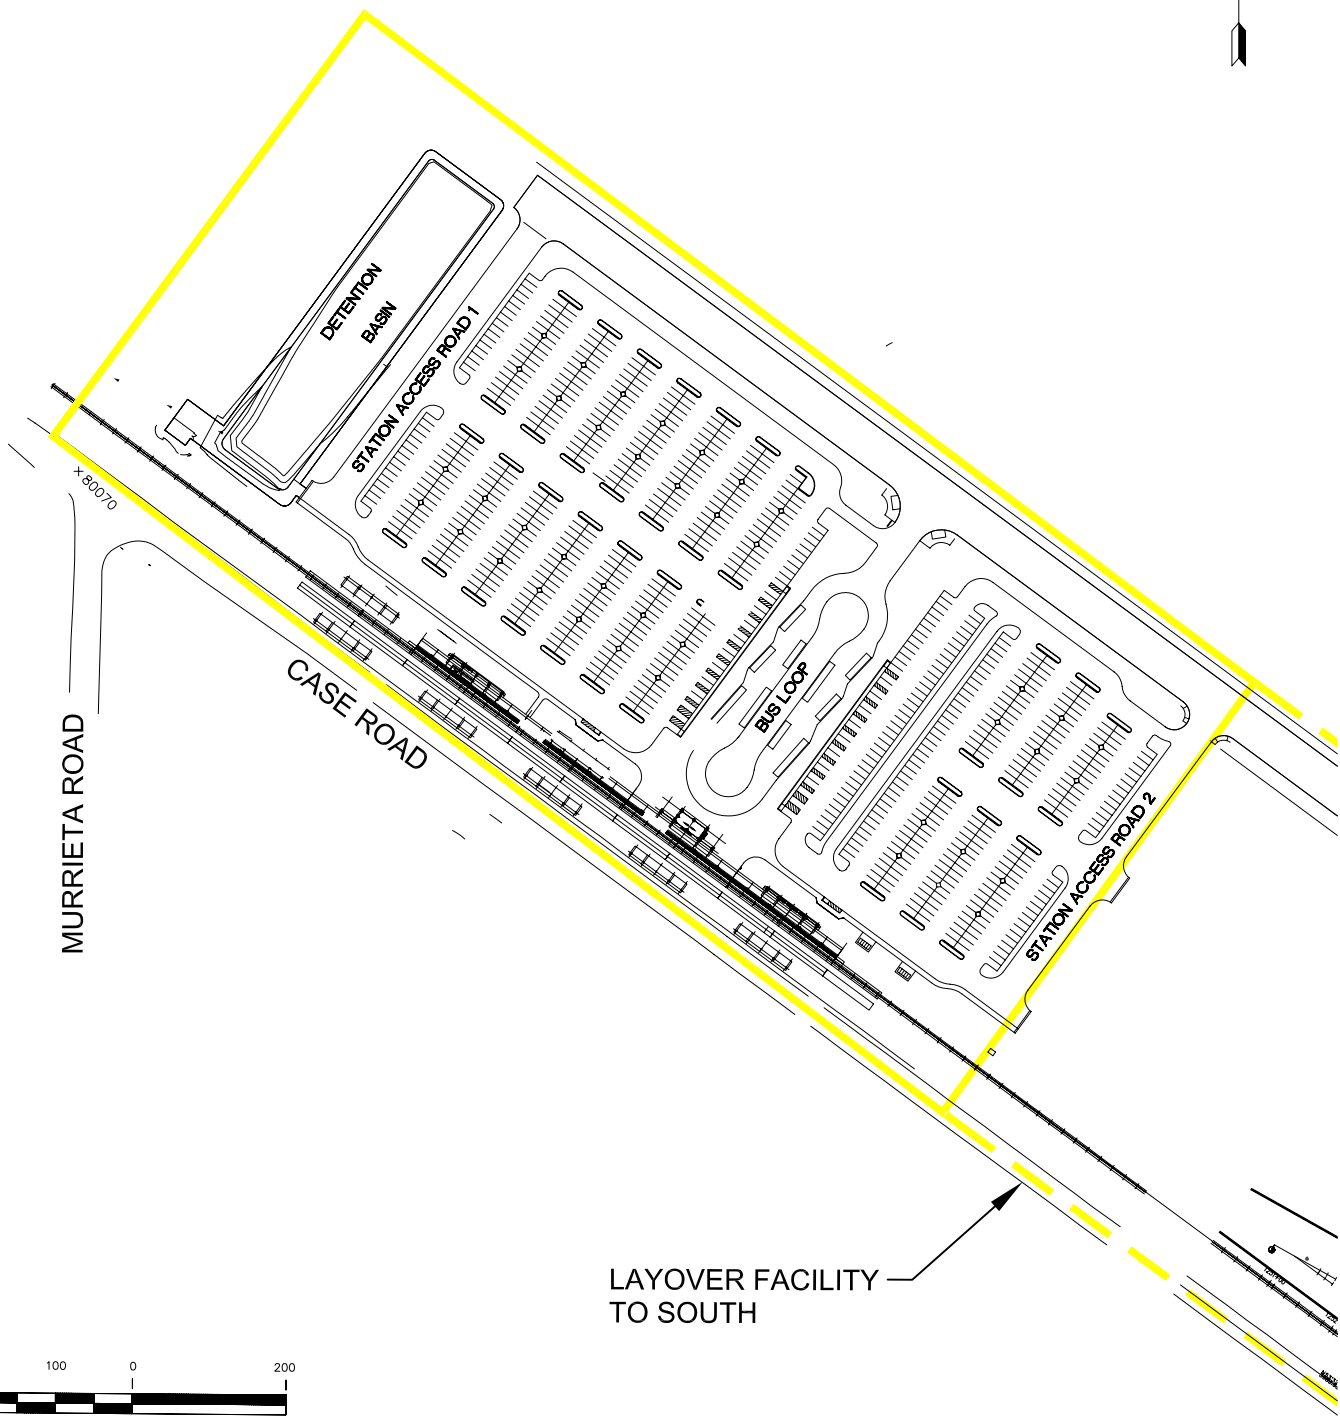 DETENTION
BASIN
STATION ACCESS ROAD 1
80070
CASE ROAD
MURRIETA ROAD
BUS LOOP
STATION ACCESS ROAD 2
LAYOVER FACILITY
TO SOUTH
100 0 200